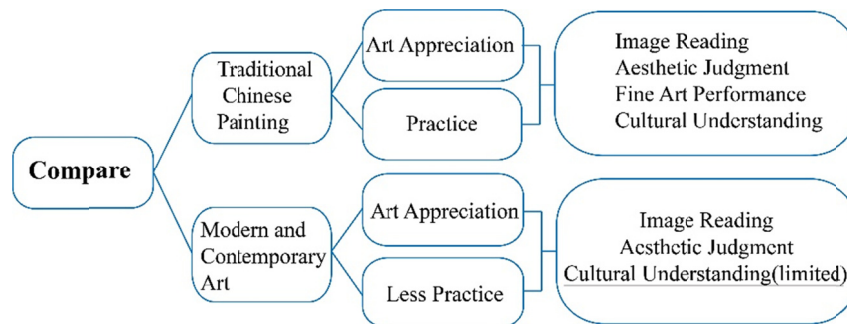 Compare
Traditional
Chinese
Painting
Art Appreciation
Practice
Image Reading
Aesthetic Judgment
Fine Art Performance
Cultural Understanding
Modern and
Contemporary
Art
Art Appreciation
Less Practice
Image Reading
Aesthetic Judgment
Cultural Understanding(limited)